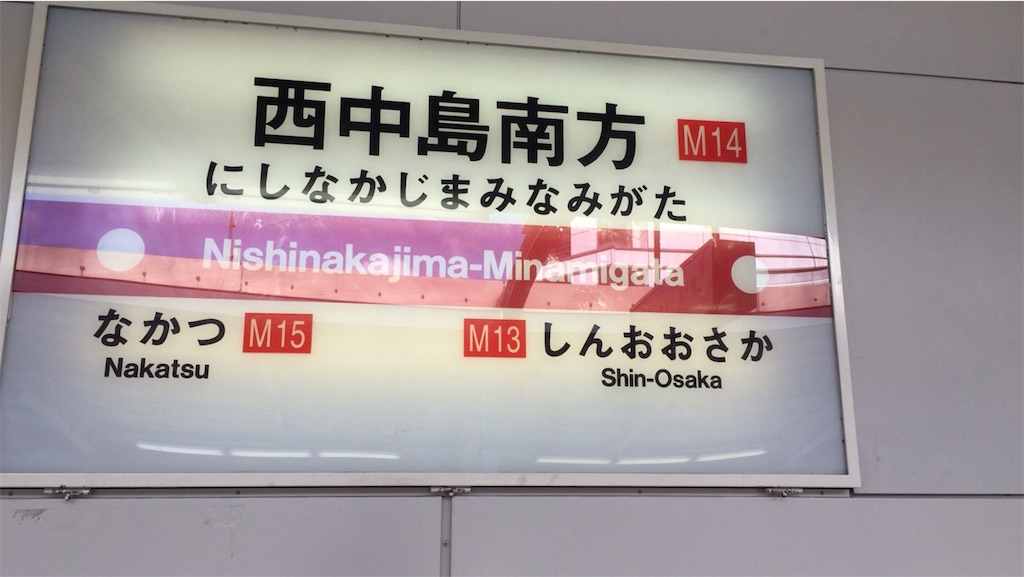 西中島南方 M14
にしなかじまみなみがた
Nishinakajima-Minamigata
なかつ M15 M13 しんおおさか
Nakatsu Shin-Osaka